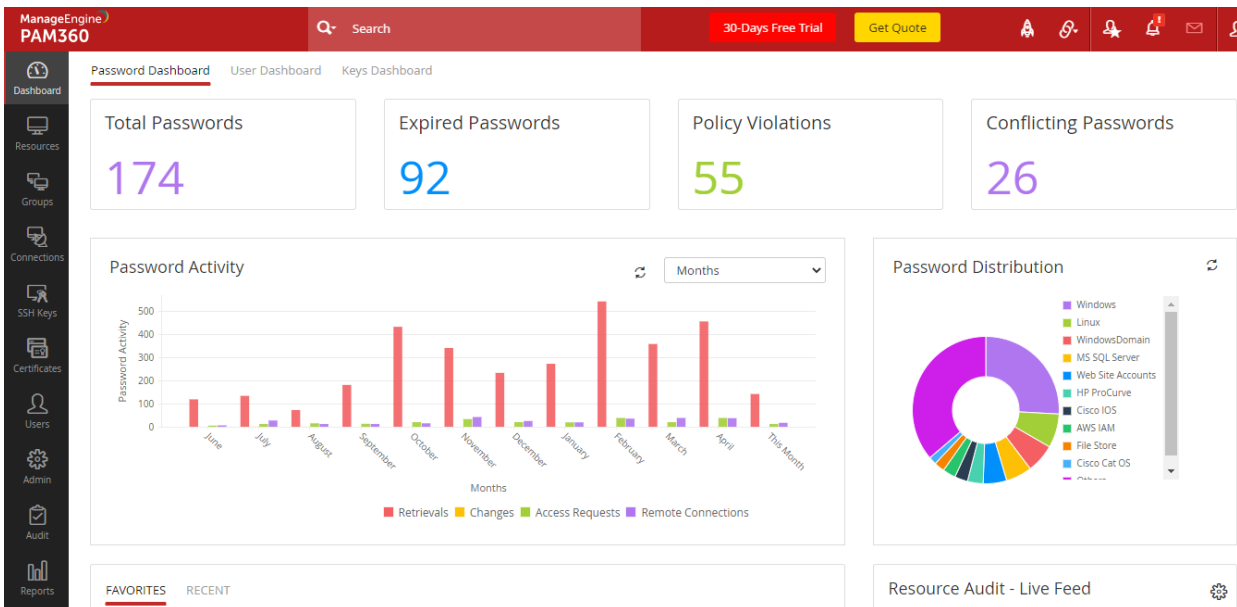 ManageEngine
PAM360
Search
30-Days Free Trial
Get Quote
Dashboard
Resources
Groups
Connections
SSH Keys
Certificates
Users
Admin
Audit
Reports
Password Dashboard
User Dashboard
Keys Dashboard
Total Passwords
174
Expired Passwords
92
Policy Violations
55
Conflicting Passwords
26
Password Activity
Months
Password Activity
500
400
300
200
100
0
June
July
August
September
October
November
December
January
February
March
April
This Month
Months
Retrievals
Changes
Access Requests
Remote Connections
Password Distribution
Windows
Linux
WindowsDomain
MS SQL Server
Web Site Accounts
HP ProCurve
Cisco IOS
AWS IAM
File Store
Cisco Cat OS
FAVORITES
RECENT
Resource Audit - Live Feed